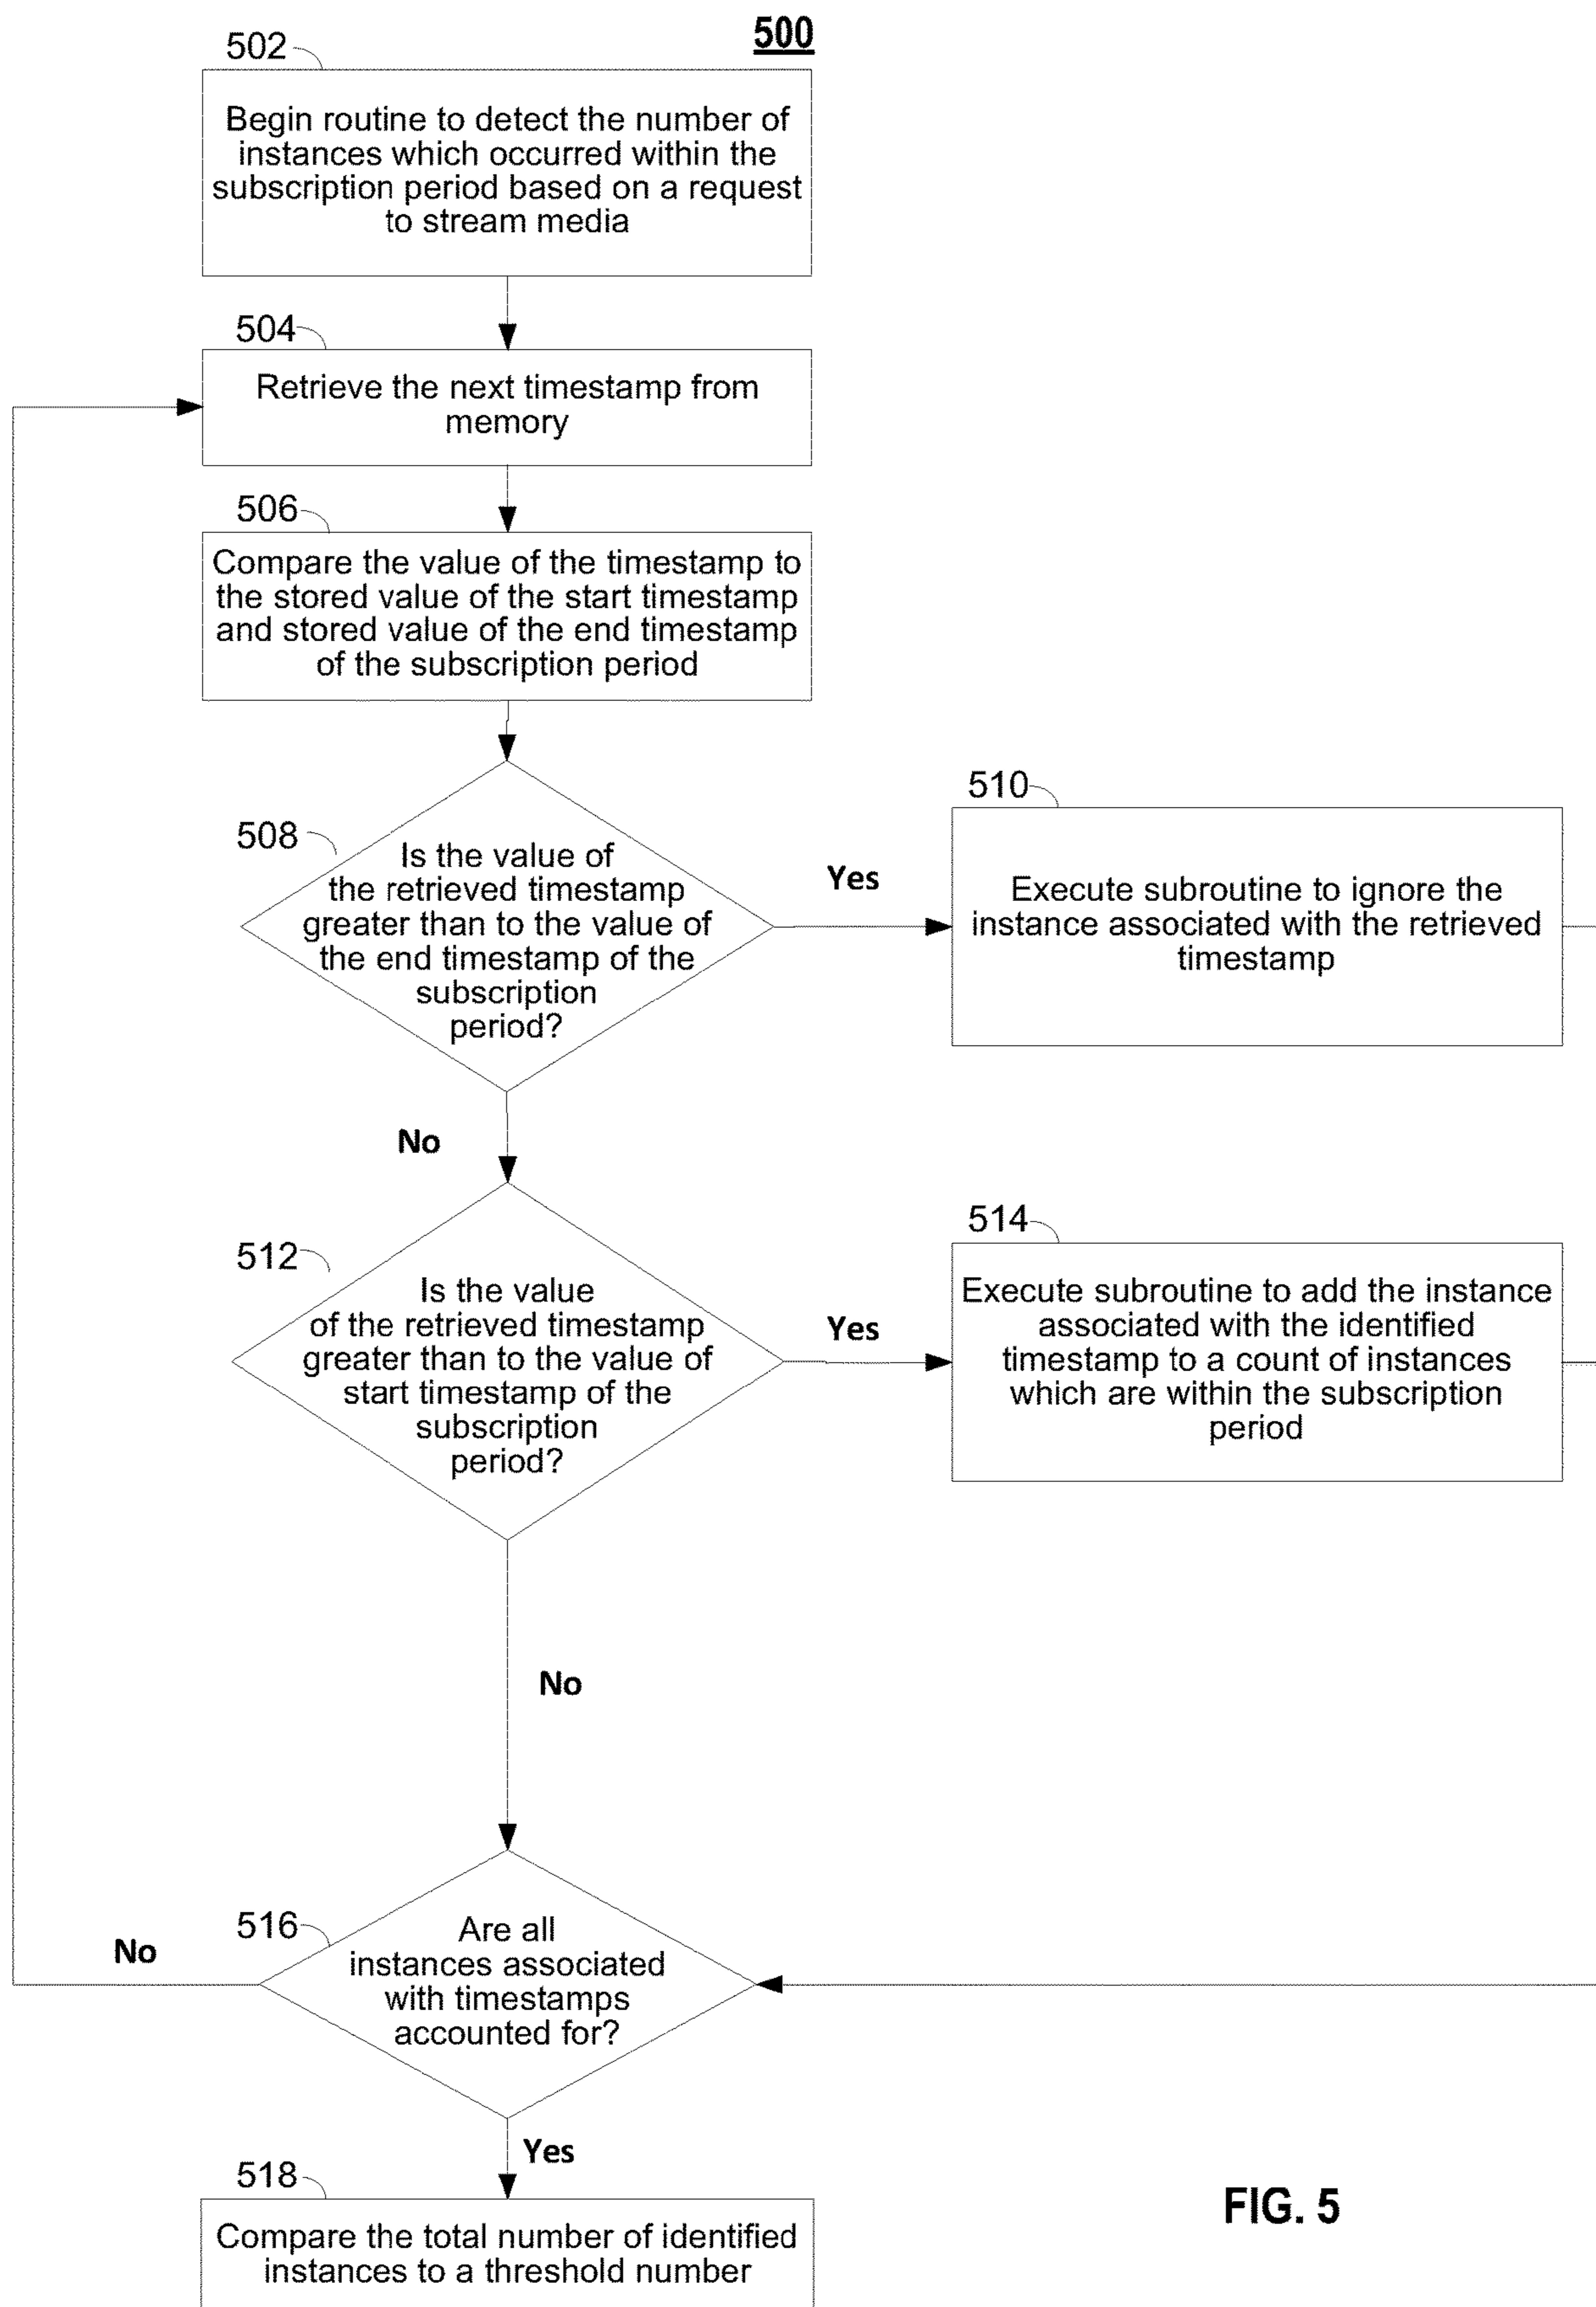 500
502
Begin routine to detect the number of
instances which occurred within the
subscription period based on a request
to stream media
504
Retrieve the next timestamp from
memory
506
Compare the value of the timestamp to
the stored value of the start timestamp
and stored value of the end timestamp
of the subscription period
508
Is the value of
the retrieved timestamp
greater than to the value of
the end timestamp of the
subscription
period?
Yes
510
Execute subroutine to ignore the
instance associated with the retrieved
timestamp
No
512
Is the value
of the retrieved timestamp
greater than to the value of
start timestamp of the
subscription
period?
Yes
514
Execute subroutine to add the instance
associated with the identified
timestamp to a count of instances
which are within the subscription
period
No
516
Are all
instances associated
with timestamps
accounted for?
No
Yes
518
Compare the total number of identified
instances to a threshold number
FIG. 5